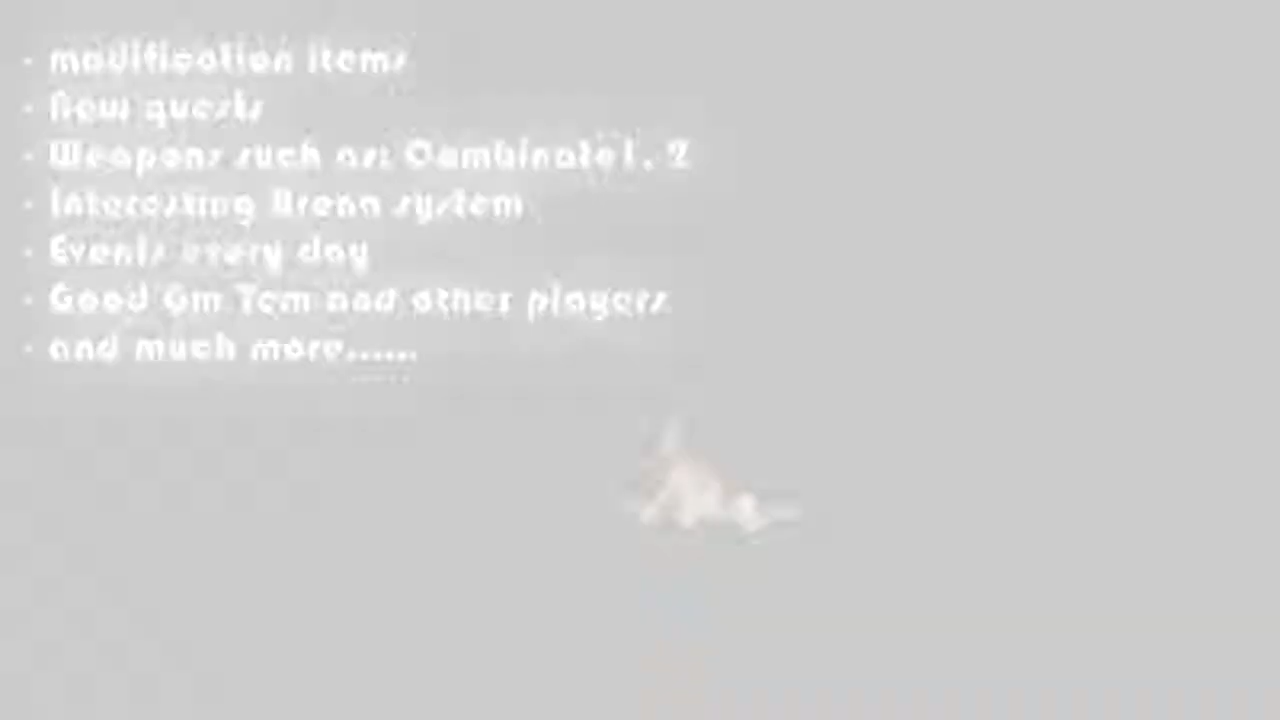 - modification items
- New quests
- Weapons such as: Combinate 1. 2
- Interesting Arena system
- Events every day
- Good Gm Tem and other players
- and much more......